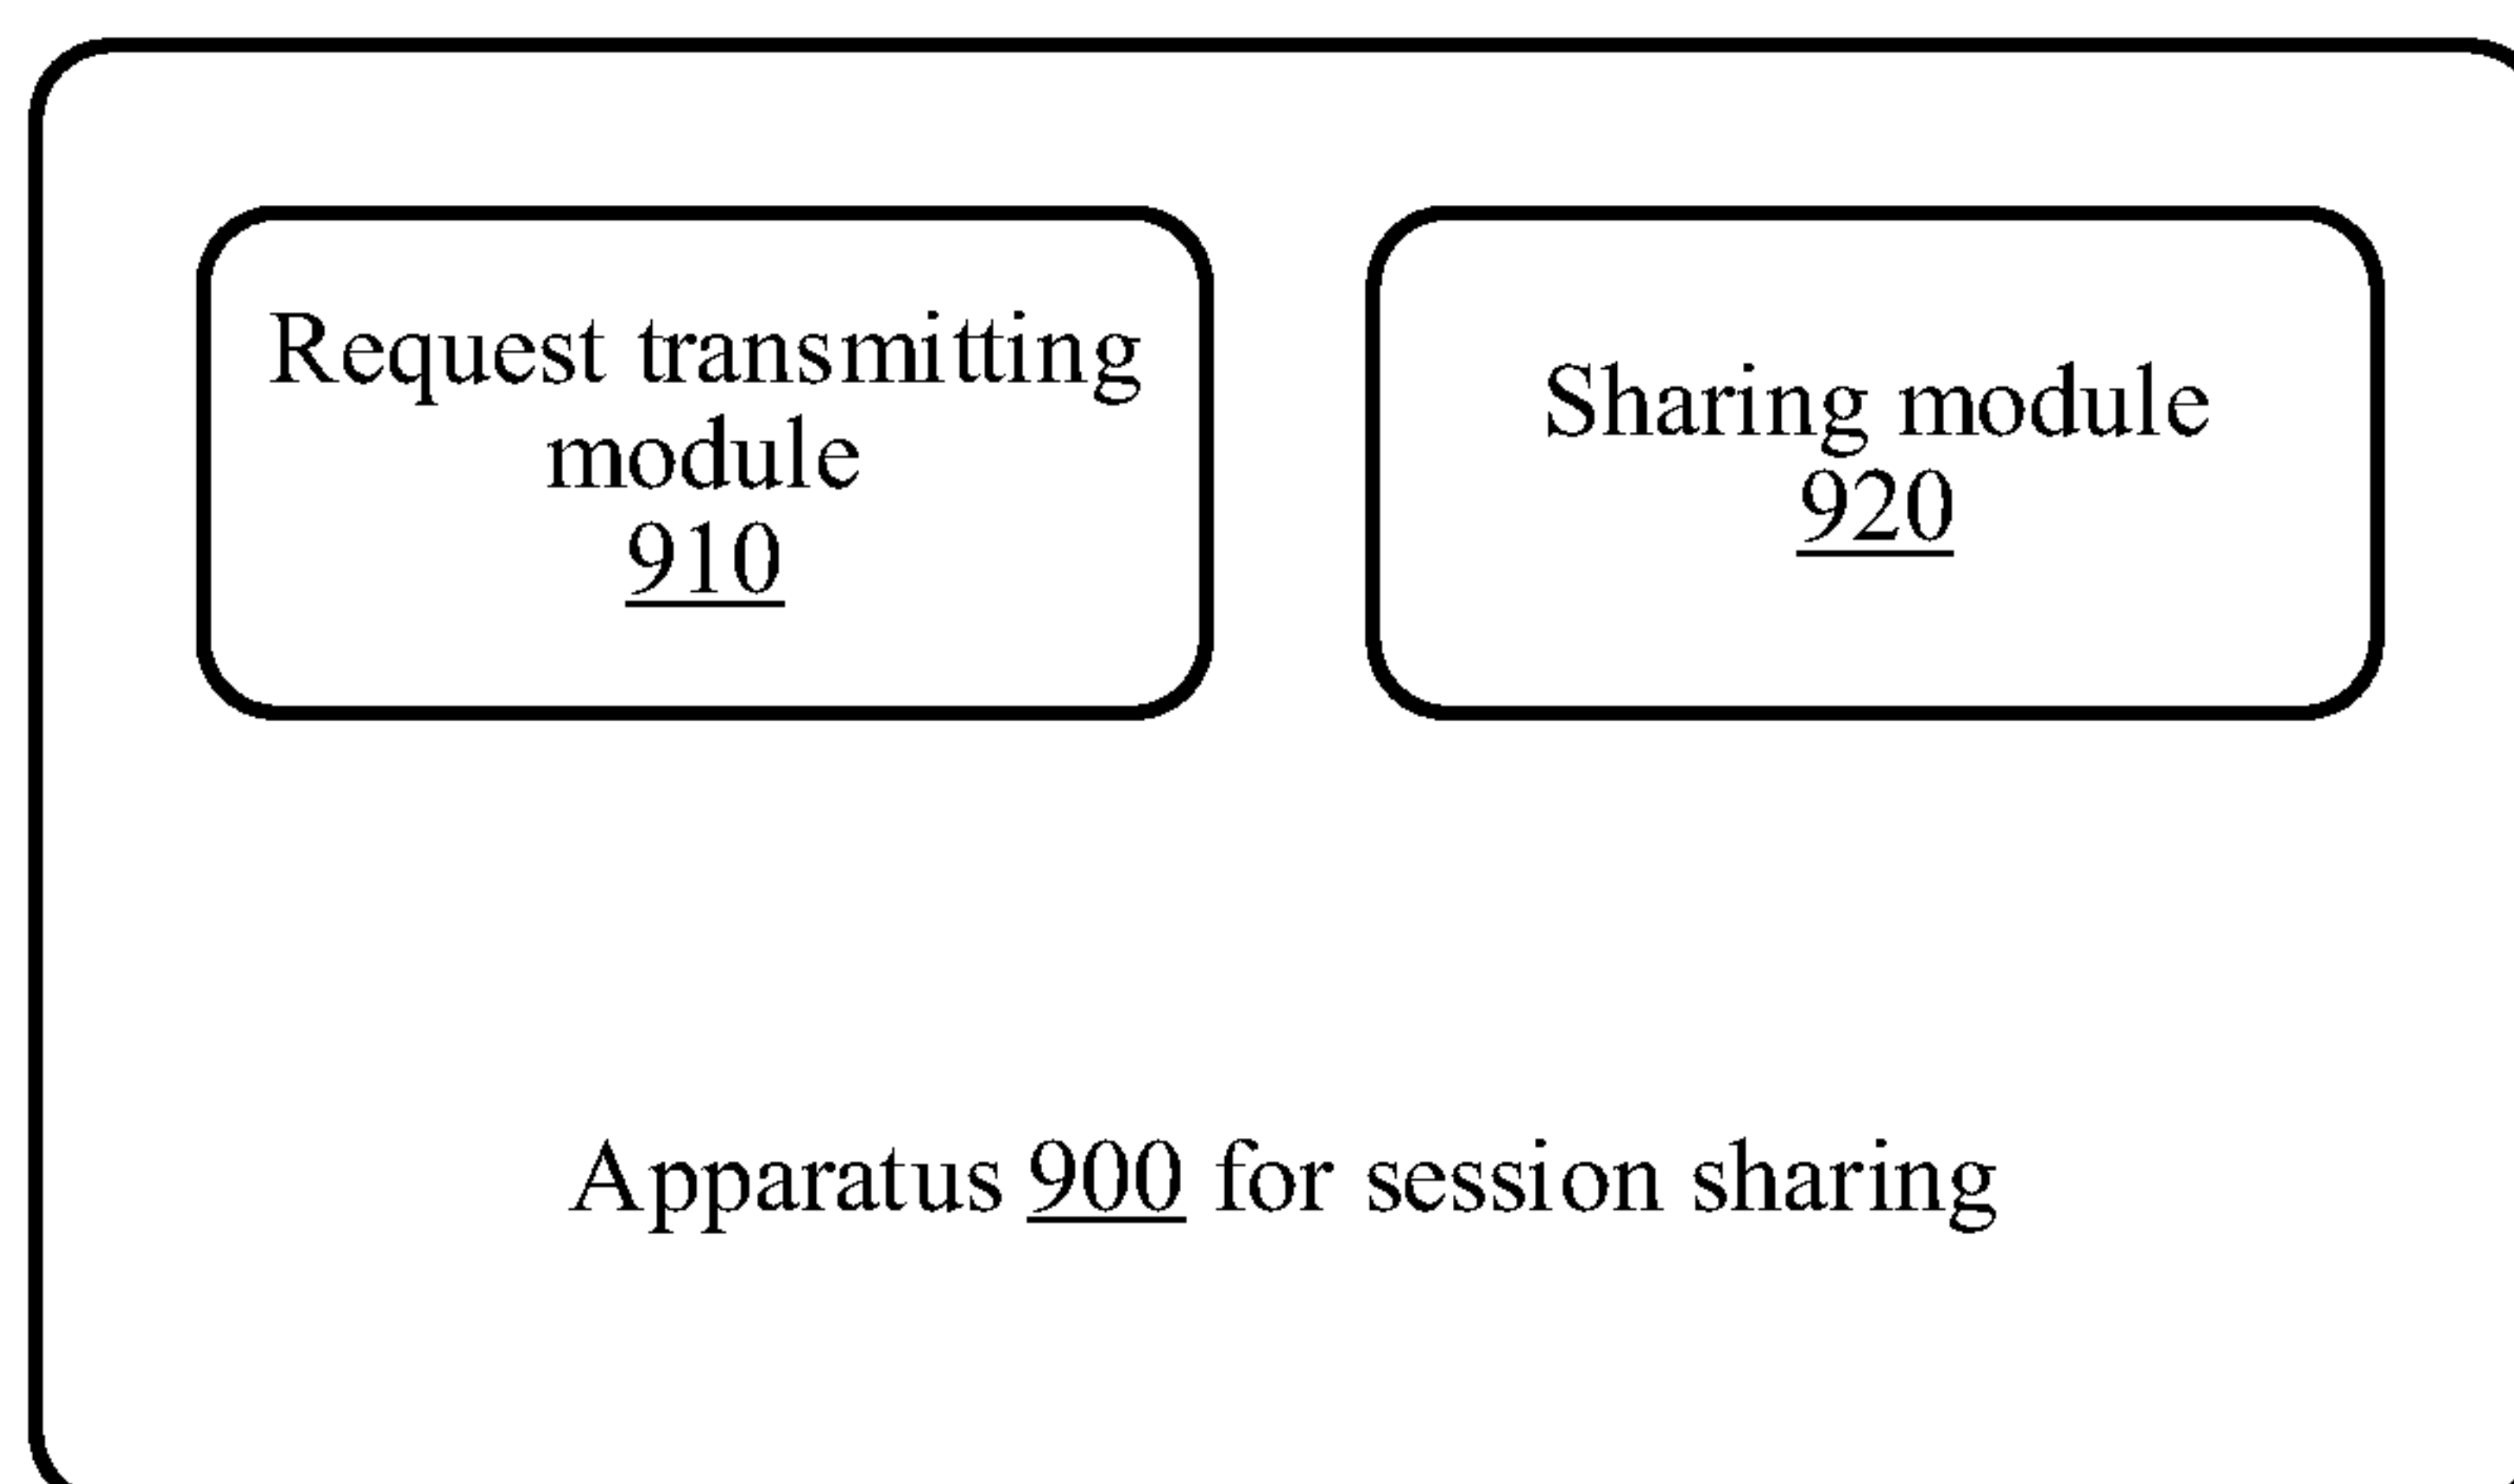 Request transmitting
module
910
Sharing module
920
Apparatus 900 for session sharing